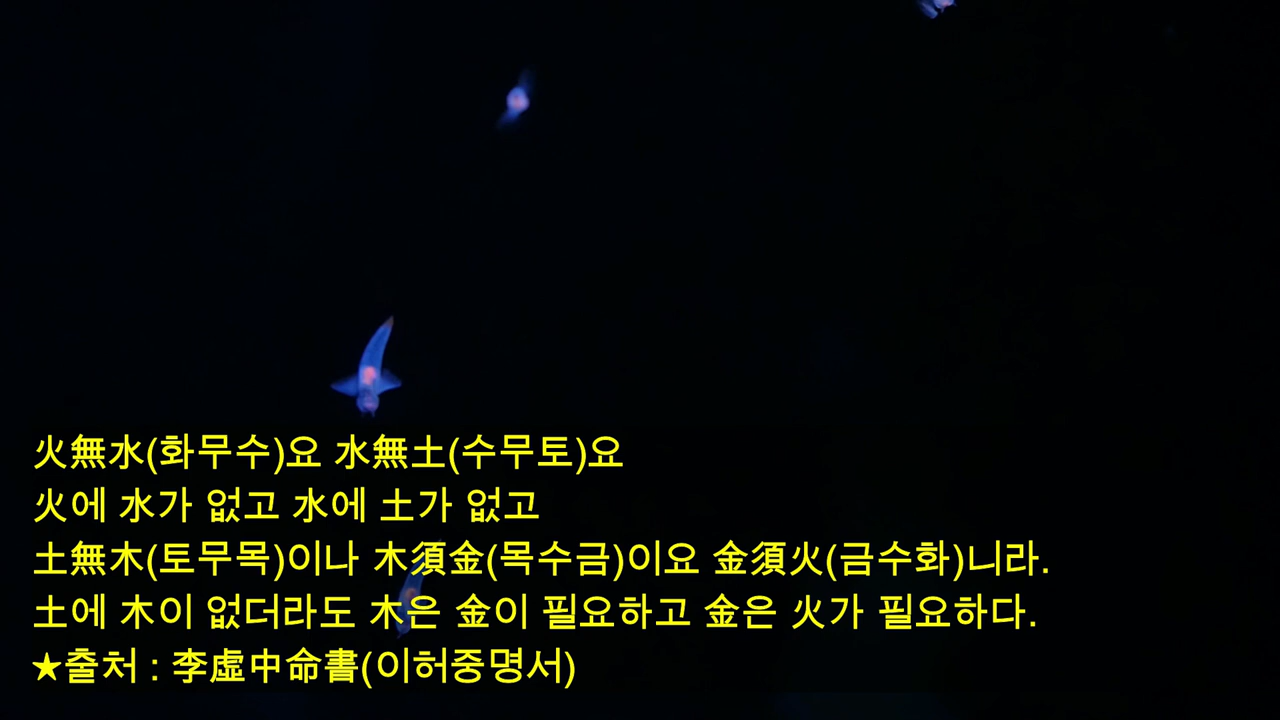 火無水(화무수)요 水無土(수무토)요
火에 水가 없고 水에 土가 없고
土無木(토무목)이나 木須金(목수금)이요 金須火(금수화)니라.
土에 木이 없더라도 木은 金이 필요하고 金은 火가 필요하다.
★출처 : 李虛中命書(이허중명서)